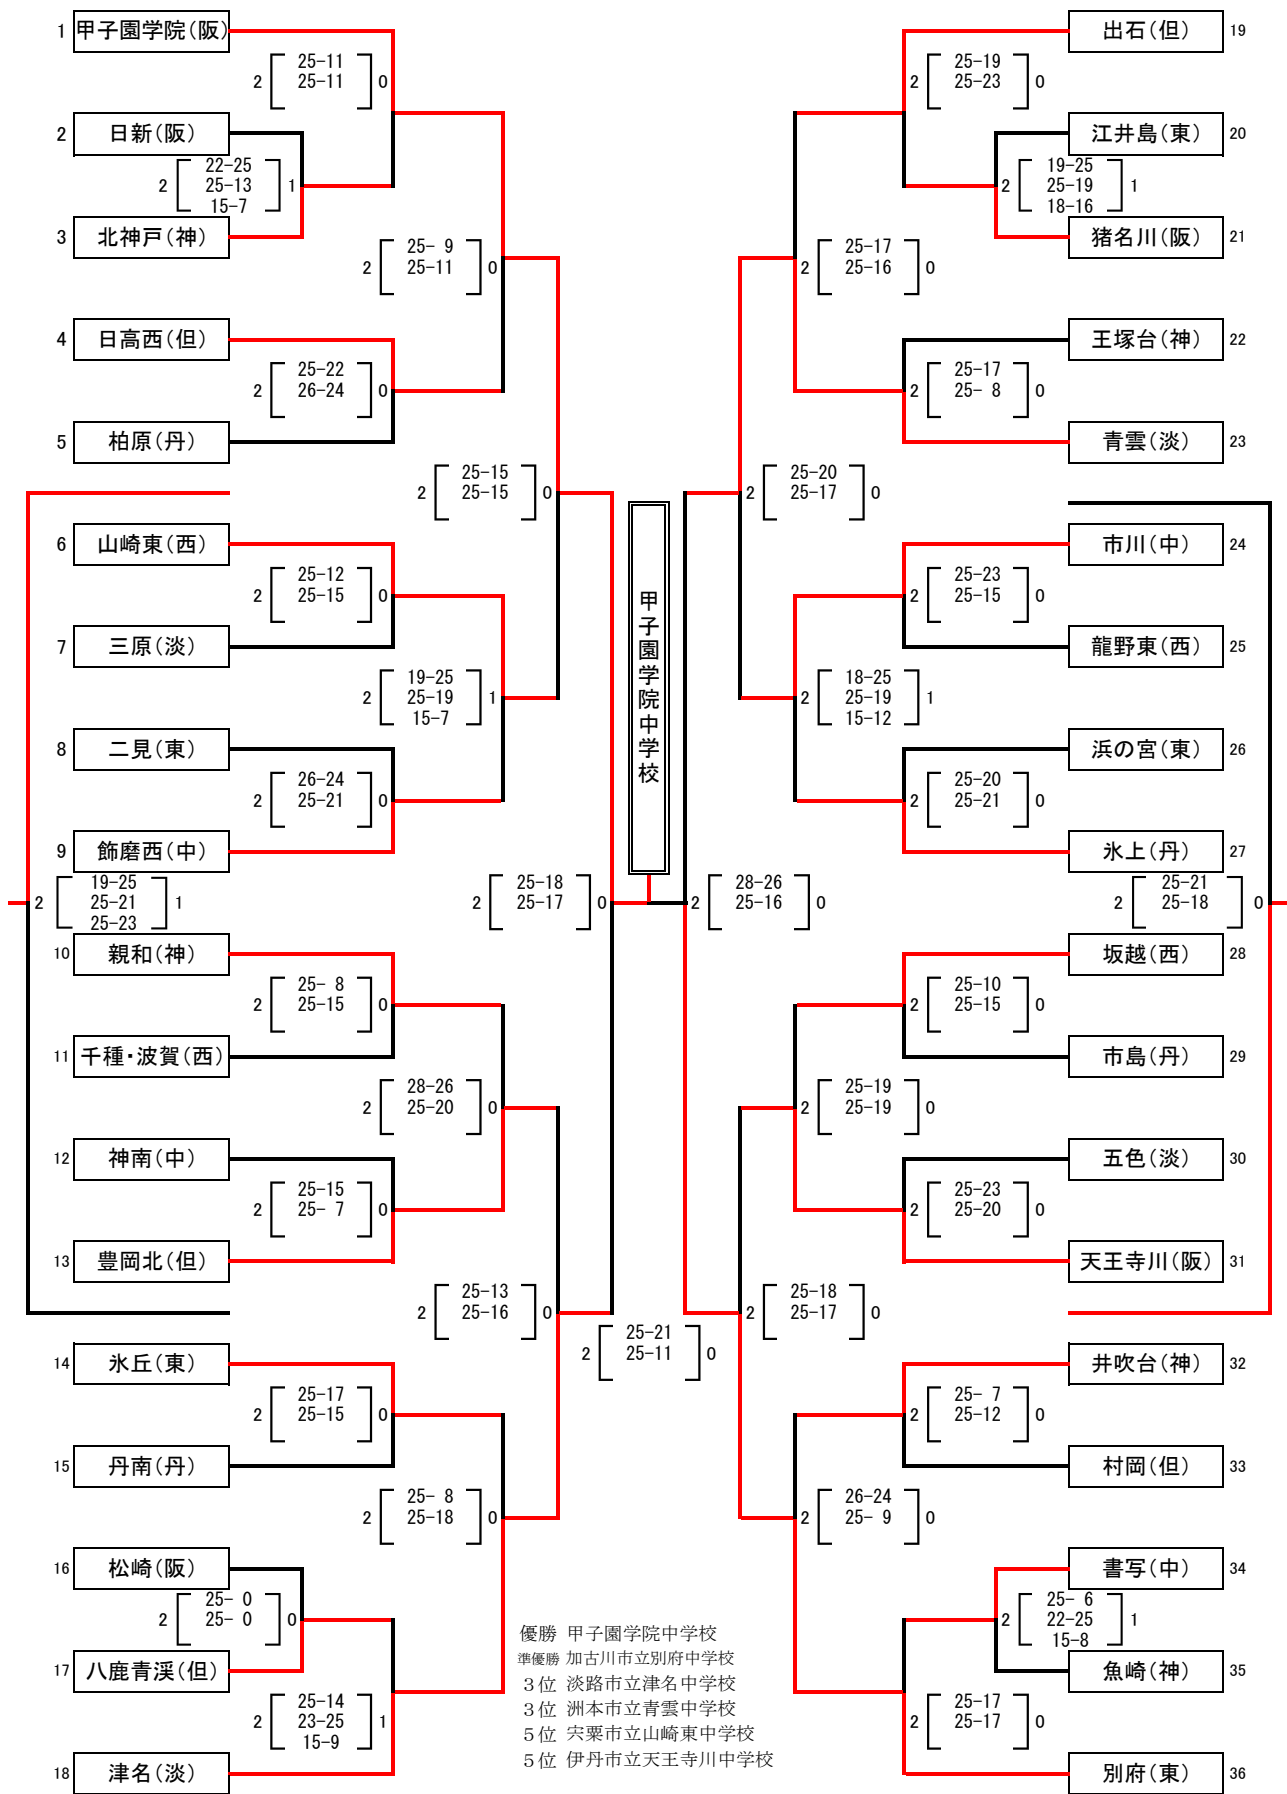 1 甲子園学院(阪)
2 25-11 0
25-11
2 日新(阪)
2 22-25 1
25-13
15-7
3 北神戸(神)
2 25- 9 0
25-11
4 日高西(但)
2 25-22 0
26-24
5 柏原(丹)
2 25-15 0
25-15
6 山崎東(西)
2 25-12 0
25-15
7 三原(淡)
2 19-25 1
25-19
15-7
8 二見(東)
2 26-24 0
25-21
9 飾磨西(中)
2 19-25 1
25-21
25-23
2 25-18 0
25-17
10 親和(神)
2 25- 8 0
25-15
11 千種・波賀(西)
2 28-26 0
25-20
12 神南(中)
2 25-15 0
25- 7
13 豊岡北(但)
2 25-13 0
25-16
14 氷丘(東)
2 25-17 0
25-15
15 丹南(丹)
2 25- 8 0
25-18
16 松崎(阪)
2 25- 0 0
25- 0
17 八鹿青渓(但)
2 25-14 1
23-25
15-9
18 津名(淡)
甲子園学院中学校
2 25-21 0
25-11
出石(但) 19
2 25-19 0
25-23
江井島(東) 20
2 19-25 1
25-19
18-16
猪名川(阪) 21
2 25-17 0
25-16
王塚台(神) 22
2 25-17 0
25- 8
青雲(淡) 23
2 25-20 0
25-17
市川(中) 24
2 25-23 0
25-15
龍野東(西) 25
2 18-25 1
25-19
15-12
浜の宮(東) 26
2 25-20 0
25-21
氷上(丹) 27
2 25-21 0
25-18
2 28-26 0
25-16
坂越(西) 28
2 25-10 0
25-15
市島(丹) 29
2 25-19 0
25-19
五色(淡) 30
2 25-23 0
25-20
天王寺川(阪) 31
2 25-18 0
25-17
井吹台(神) 32
2 25- 7 0
25-12
村岡(但) 33
2 26-24 0
25- 9
書写(中) 34
2 25- 6 1
22-25
15-8
魚崎(神) 35
2 25-17 0
25-17
別府(東) 36
優勝 甲子園学院中学校
準優勝 加古川市立別府中学校
3位 淡路市立津名中学校
3位 洲本市立青雲中学校
5位 宍粟市立山崎東中学校
5位 伊丹市立天王寺川中学校